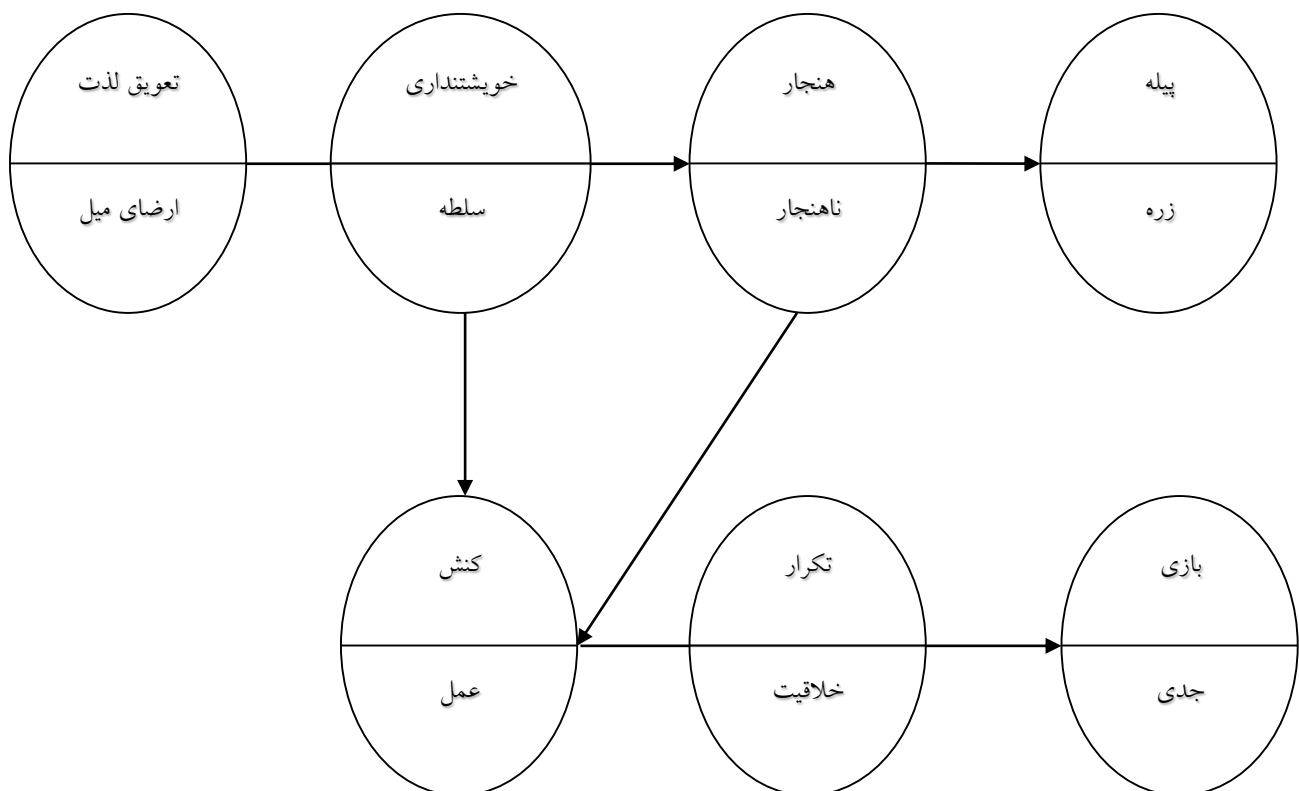 تعویق لذت
ارضای میل
خویشتنداری
سلطه
هنجار
ناهنجار
پیله
زره
کنش
عمل
تکرار
خلاقیت
بازی
جدی